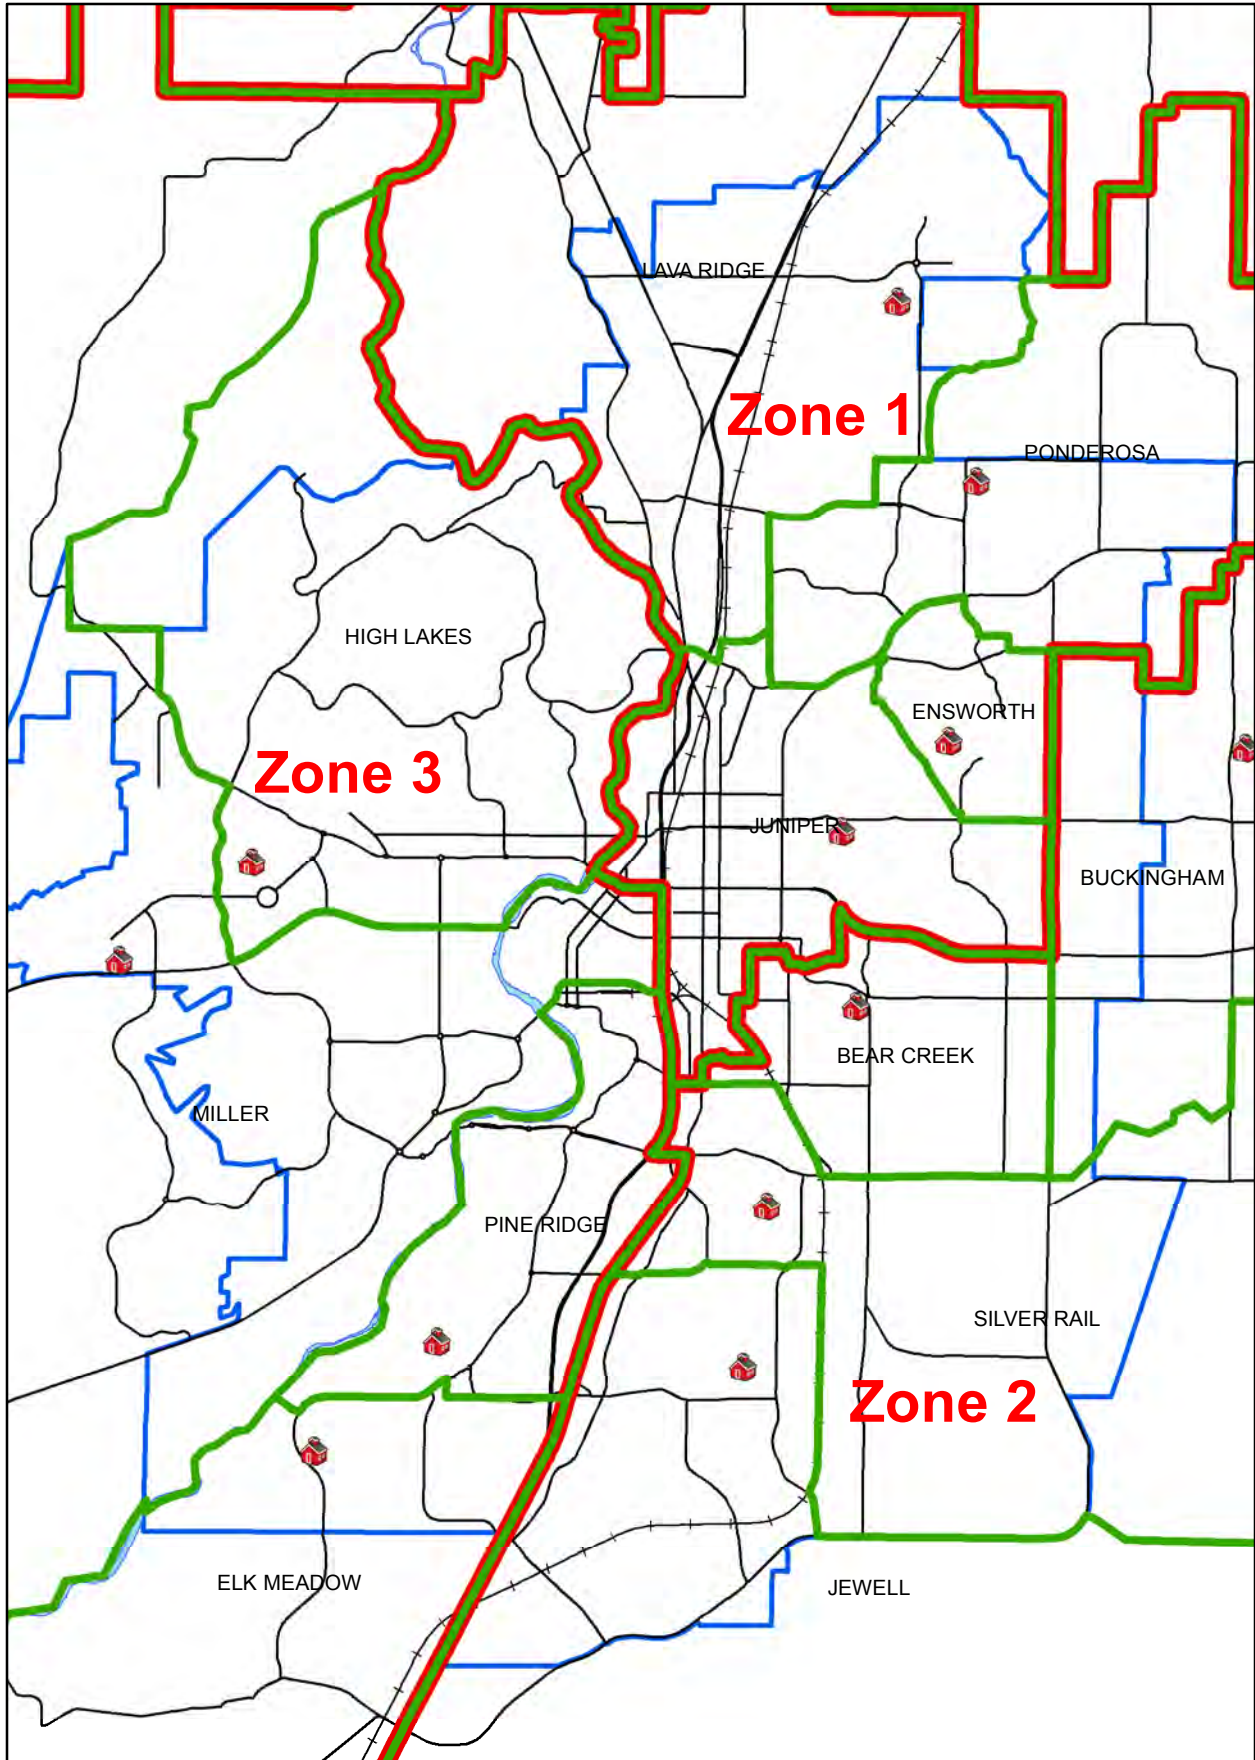 LAVA RIDGE
Zone 1
PONDEROSA
HIGH LAKES
ENSWORTH
Zone 3
JUNIPER
BUCKINGHAM
BEAR CREEK
MILLER
PINE RIDGE
SILVER RAIL
Zone 2
ELK MEADOW
JEWELL